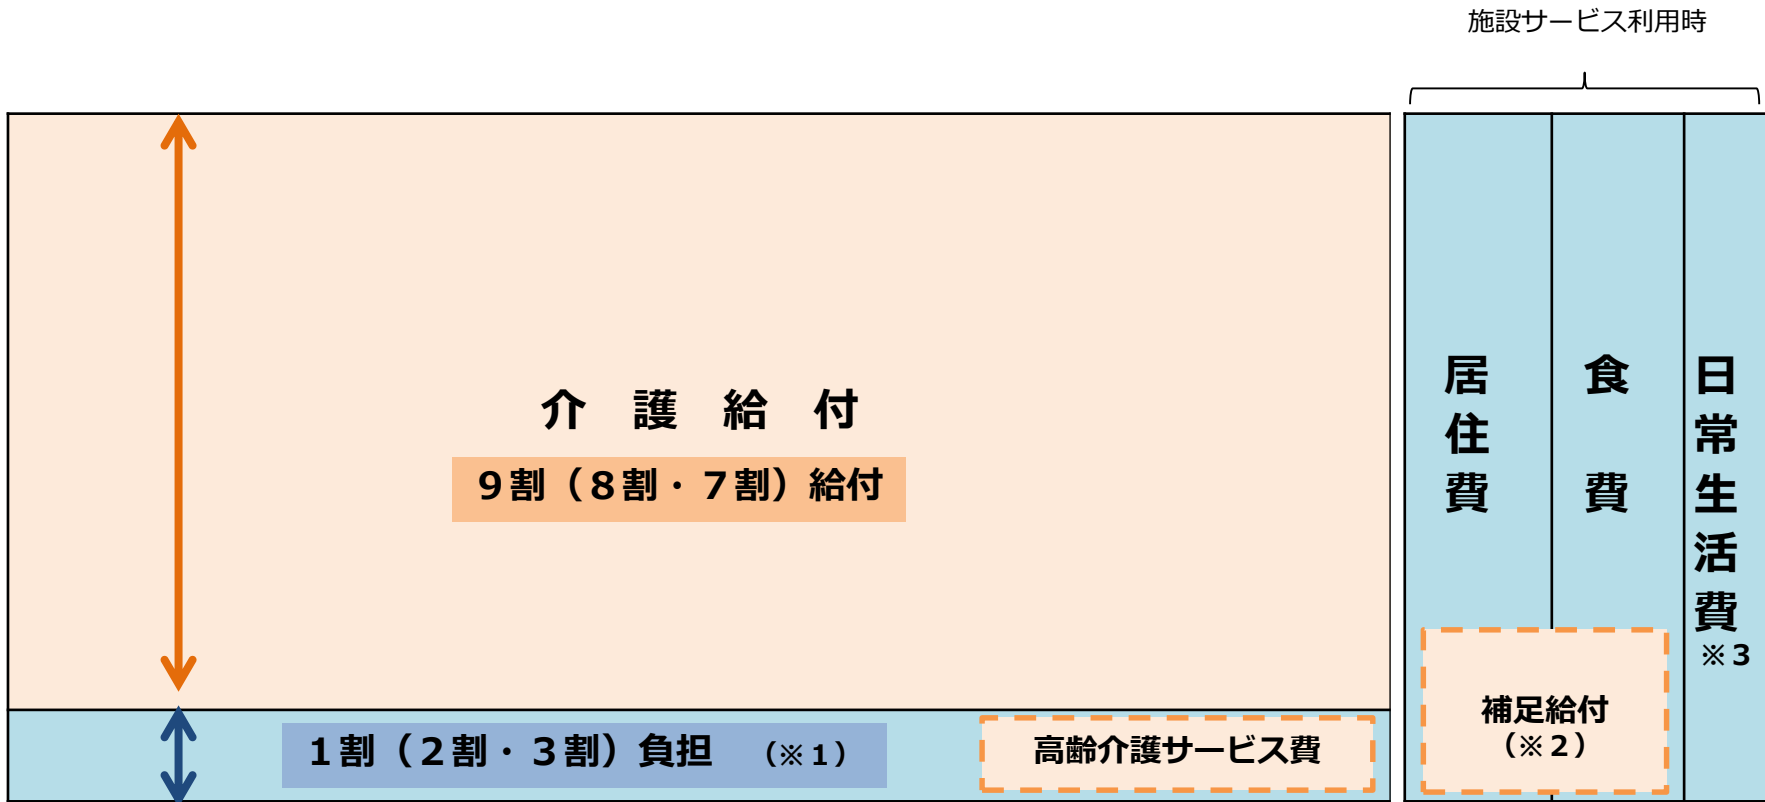 施設サービス利用時
介 護 給 付
９割（８割・７割）給付
１割（２割・３割）負担 （※１）
高齢介護サービス費
居住費
食費
日常生活費
※３
補足給付
（※２）